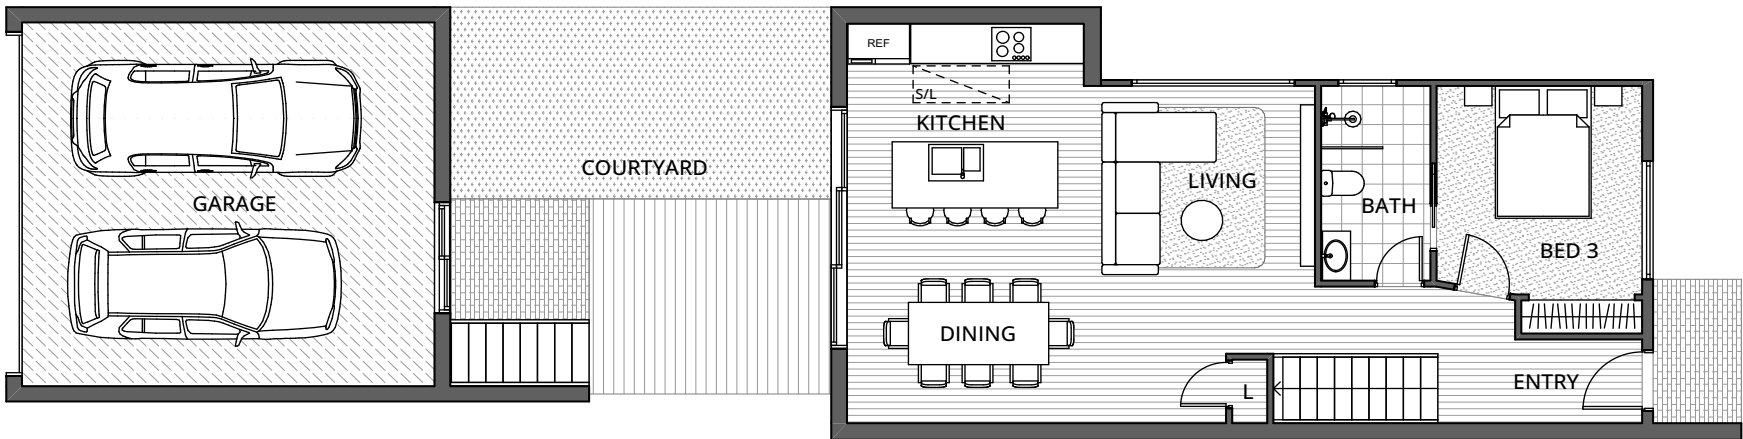 REF
S/L
KITCHEN
COURTYARD
LIVING
GARAGE
BATH
BED 3
DINING
ENTRY
L